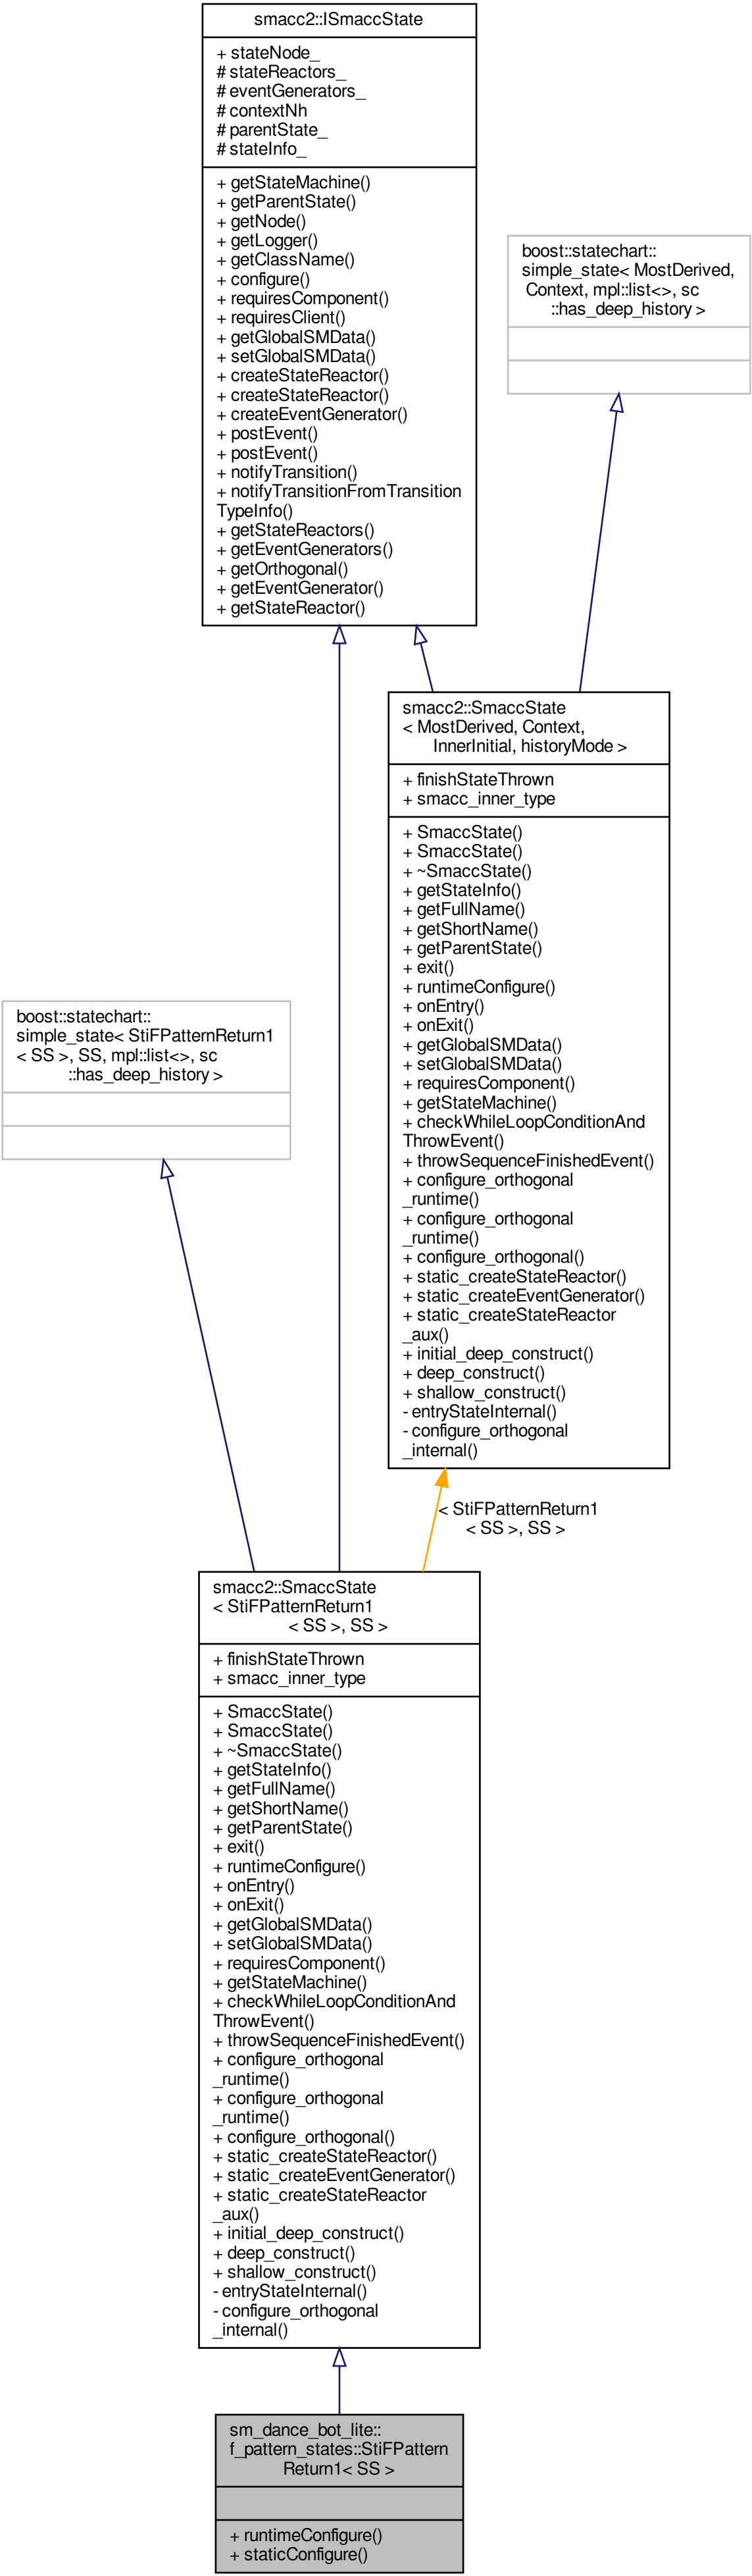 smacc2::ISmaccState
+ stateNode_
# stateReactors_
# eventGenerators_
# contextNh
# parentState_
# stateInfo_
+ getStateMachine()
+ getParentState()
+ getNode()
+ getLogger()
+ getClassName()
+ configure()
+ requiresComponent()
+ requiresClient()
+ getGlobalSMData()
+ setGlobalSMData()
+ createStateReactor()
+ createStateReactor()
+ createEventGenerator()
+ postEvent()
+ postEvent()
+ notifyTransition()
+ notifyTransitionFromTransition
TypeInfo()
+ getStateReactors()
+ getEventGenerators()
+ getOrthogonal()
+ getEventGenerator()
+ getStateReactor()
boost::statechart::
simple_state< MostDerived,
Context, mpl::list<>, sc
::has_deep_history >
smacc2::SmaccState
< MostDerived, Context,
InnerInitial, historyMode >
+ finishStateThrown
+ smacc_inner_type
+ SmaccState()
+ SmaccState()
+ ~SmaccState()
+ getStateInfo()
+ getFullName()
+ getShortName()
+ getParentState()
+ exit()
+ runtimeConfigure()
+ onEntry()
+ onExit()
+ getGlobalSMData()
+ setGlobalSMData()
+ requiresComponent()
+ getStateMachine()
+ checkWhileLoopConditionAnd
ThrowEvent()
+ throwSequenceFinishedEvent()
+ configure_orthogonal
_runtime()
+ configure_orthogonal
_runtime()
+ configure_orthogonal()
+ static_createStateReactor()
+ static_createEventGenerator()
+ static_createStateReactor
_aux()
+ initial_deep_construct()
+ deep_construct()
+ shallow_construct()
- entryStateInternal()
- configure_orthogonal
_internal()
boost::statechart::
simple_state< StiFPatternReturn1
< SS >, SS, mpl::list<>, sc
::has_deep_history >
< StiFPatternReturn1
< SS >, SS >
smacc2::SmaccState
< StiFPatternReturn1
< SS >, SS >
+ finishStateThrown
+ smacc_inner_type
+ SmaccState()
+ SmaccState()
+ ~SmaccState()
+ getStateInfo()
+ getFullName()
+ getShortName()
+ getParentState()
+ exit()
+ runtimeConfigure()
+ onEntry()
+ onExit()
+ getGlobalSMData()
+ setGlobalSMData()
+ requiresComponent()
+ getStateMachine()
+ checkWhileLoopConditionAnd
ThrowEvent()
+ throwSequenceFinishedEvent()
+ configure_orthogonal
_runtime()
+ configure_orthogonal
_runtime()
+ configure_orthogonal()
+ static_createStateReactor()
+ static_createEventGenerator()
+ static_createStateReactor
_aux()
+ initial_deep_construct()
+ deep_construct()
+ shallow_construct()
- entryStateInternal()
- configure_orthogonal
_internal()
sm_dance_bot_lite::
f_pattern_states::StiFPattern
Return1< SS >
+ runtimeConfigure()
+ staticConfigure()